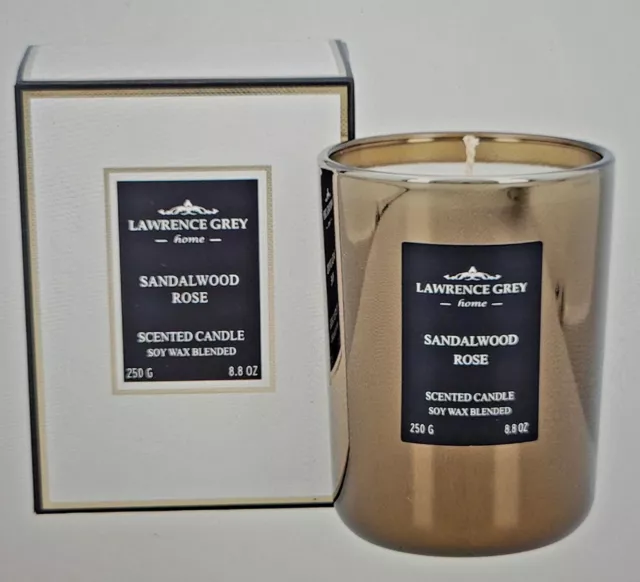 LAWRENCE GREY
home
SANDALWOOD
ROSE
SCENTED CANDLE
SOY WAX BLENDED
250 G 8.8 OZ
LAWRENCE GREY
home
SANDALWOOD
ROSE
SCENTED CANDLE
SOY WAX BLENDED
250 G 8.8 OZ